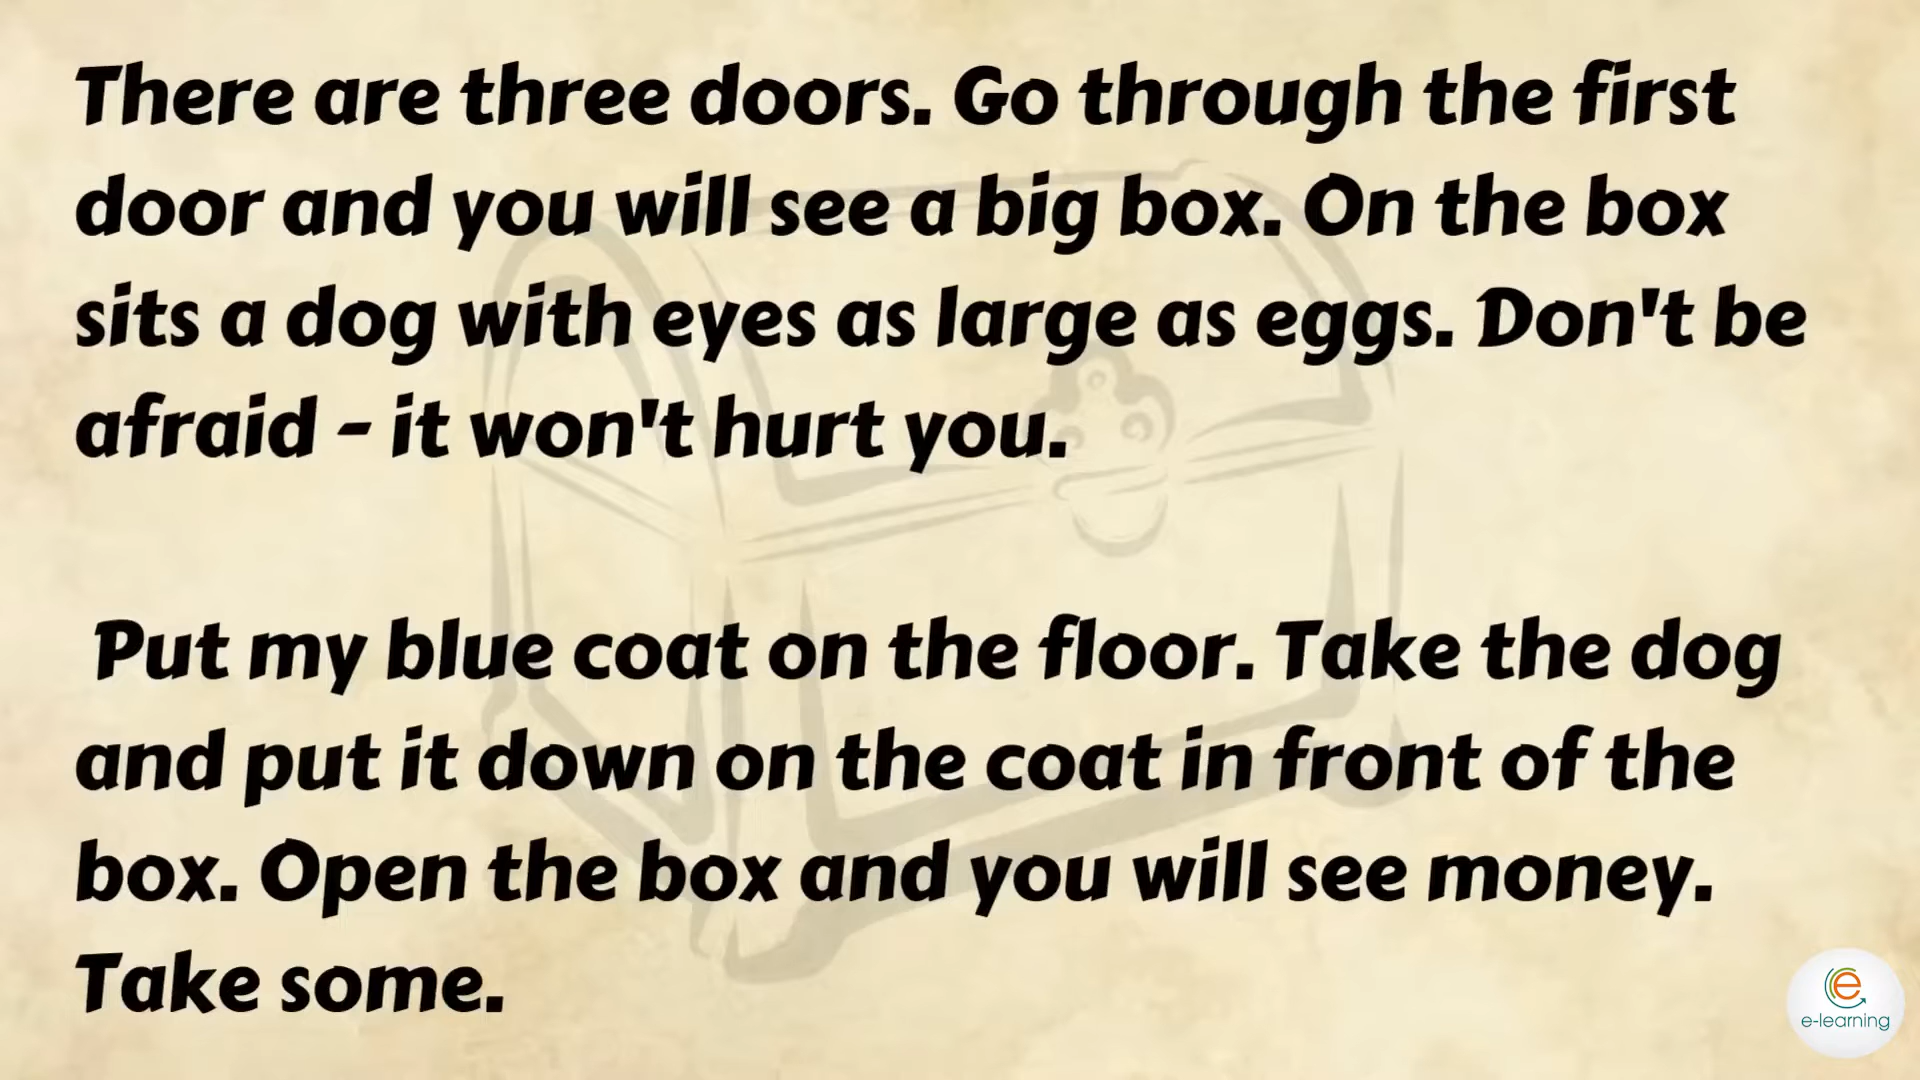 There are three doors. Go through the first
door and you will see a big box. On the box
sits a dog with eyes as large as eggs. Don't be
afraid - it won't hurt you.
Put my blue coat on the floor. Take the dog
and put it down on the coat in front of the
box. Open the box and you will see money.
Take some.
e
e-learning